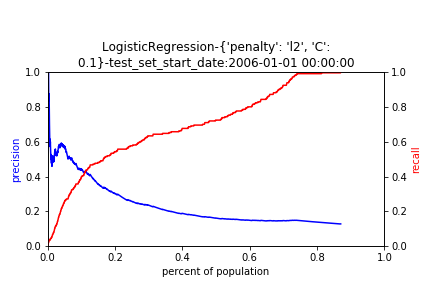 LogisticRegression-{'penalty': 'l2', 'C':
0.1}-test_set_start_date:2006-01-01 00:00:00
1.0
0.8
0.6
0.4
0.2
0.0
precision
1.0
0.8
0.6
0.4
0.2
0.0
recall
0.0 0.2 0.4 0.6 0.8 1.0
percent of population